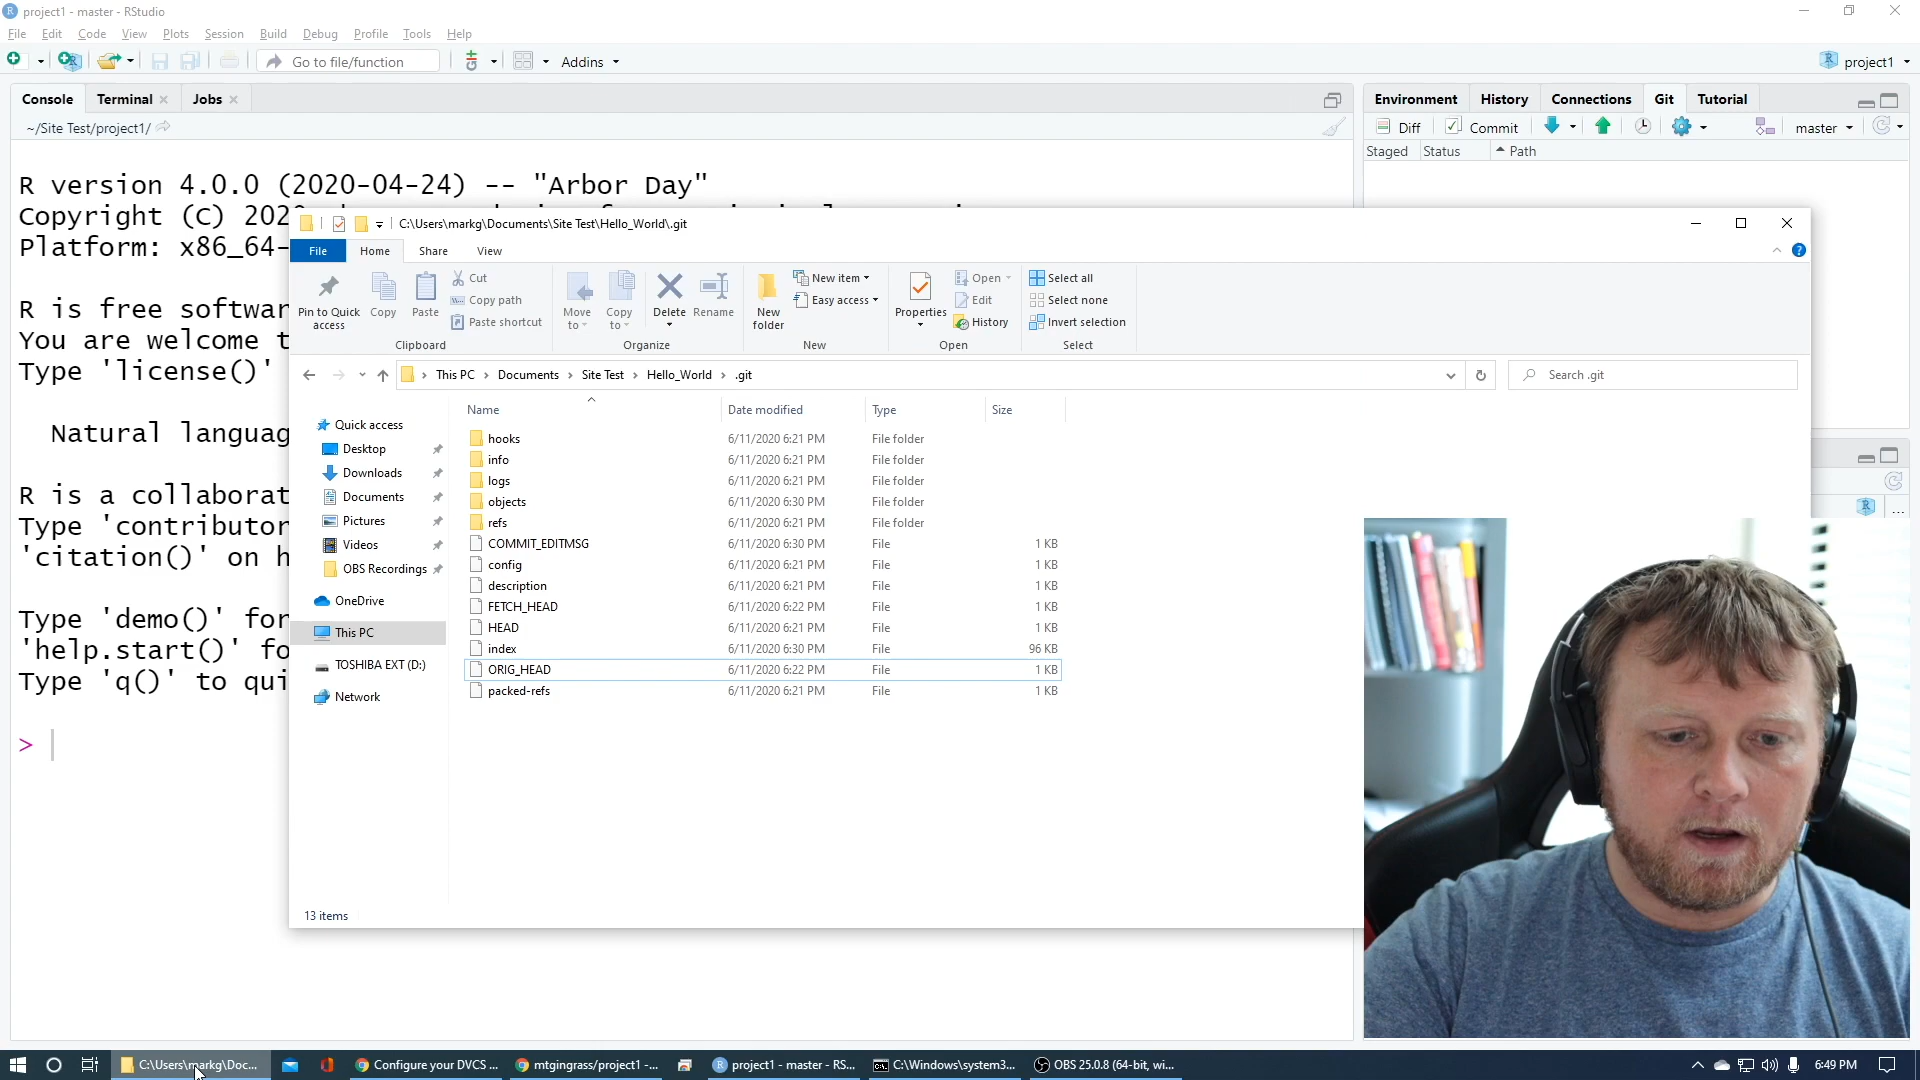 project1 - master - RStudio
File Edit Code View Plots Session Build Debug Profile Tools Help
Go to file/function
Addins
project1
Console Terminal Jobs
Environment History Connections Git Tutorial
~/Site Test/project1/
Diff Commit master
Staged Status Path
R version 4.0.0 (2020-04-24) -- "Arbor Day"
Copyright (C) 2020
Platform: x86_64-
R is free softwar
You are welcome t
Type 'license()'
Natural languag
R is a collaborat
Type 'contributor
'citation()' on h
Type 'demo()' for
'help.start()' fo
Type 'q()' to qui
>
C:\Users\markg\Documents\Site Test\Hello_World\.git
File Home Share View
Pin to Quick access
Copy
Paste
Cut
Copy path
Paste shortcut
Clipboard
Move to
Copy to
Delete
Rename
Organize
New folder
New item
Easy access
New
Properties
Open
Edit
History
Open
Select all
Select none
Invert selection
Select
This PC > Documents > Site Test > Hello_World > .git
Search .git
Quick access
Desktop
Downloads
Documents
Pictures
Videos
OBS Recordings
OneDrive
This PC
TOSHIBA EXT (D:)
Network
Name Date modified Type Size
hooks 6/11/2020 6:21 PM File folder
info 6/11/2020 6:21 PM File folder
logs 6/11/2020 6:21 PM File folder
objects 6/11/2020 6:30 PM File folder
refs 6/11/2020 6:21 PM File folder
COMMIT_EDITMSG 6/11/2020 6:30 PM File 1 KB
config 6/11/2020 6:21 PM File 1 KB
description 6/11/2020 6:21 PM File 1 KB
FETCH_HEAD 6/11/2020 6:22 PM File 1 KB
HEAD 6/11/2020 6:21 PM File 1 KB
index 6/11/2020 6:30 PM File 96 KB
ORIG_HEAD 6/11/2020 6:22 PM File 1 KB
packed-refs 6/11/2020 6:21 PM File 1 KB
13 items
C:\Users\markg\Doc...
Configure your DVCS ...
mtgingrass/project1 -...
project1 - master - RS...
C:\Windows\system3...
OBS 25.0.8 (64-bit, wi...
6:49 PM